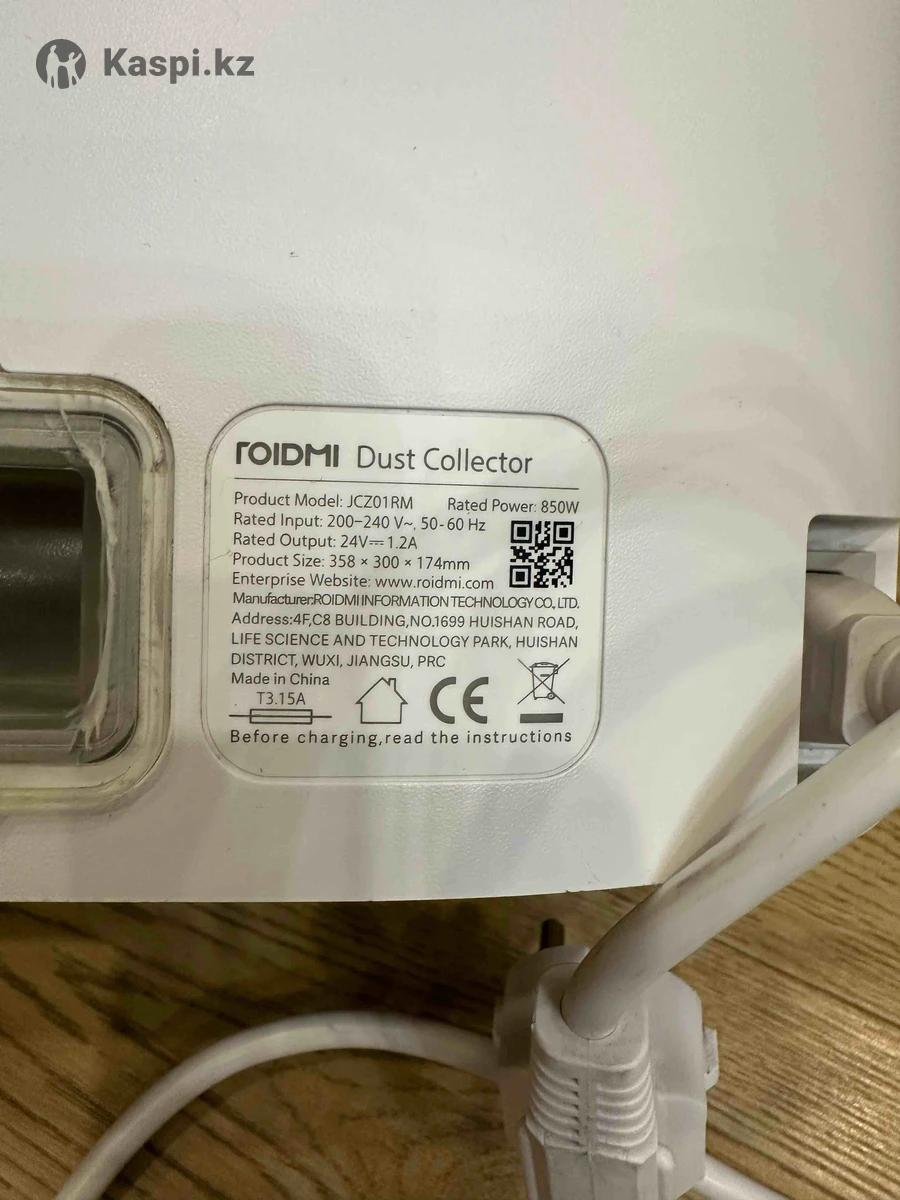 Kaspi.kz
ROIDMI Dust Collector
Product Model: JCZ01RM Rated Power: 850W
Rated Input: 200-240 V~, 50-60 Hz
Rated Output: 24V⎓1.2A
Product Size: 358 × 300 × 174mm
Enterprise Website: www.roidmi.com
Manufacturer:ROIDMI INFORMATION TECHNOLOGY CO., LTD.
Address:4F,C8 BUILDING,NO.1699 HUISHAN ROAD,
LIFE SCIENCE AND TECHNOLOGY PARK, HUISHAN
DISTRICT, WUXI, JIANGSU, PRC
Made in China
T3.15A
CE
Before charging,read the instructions